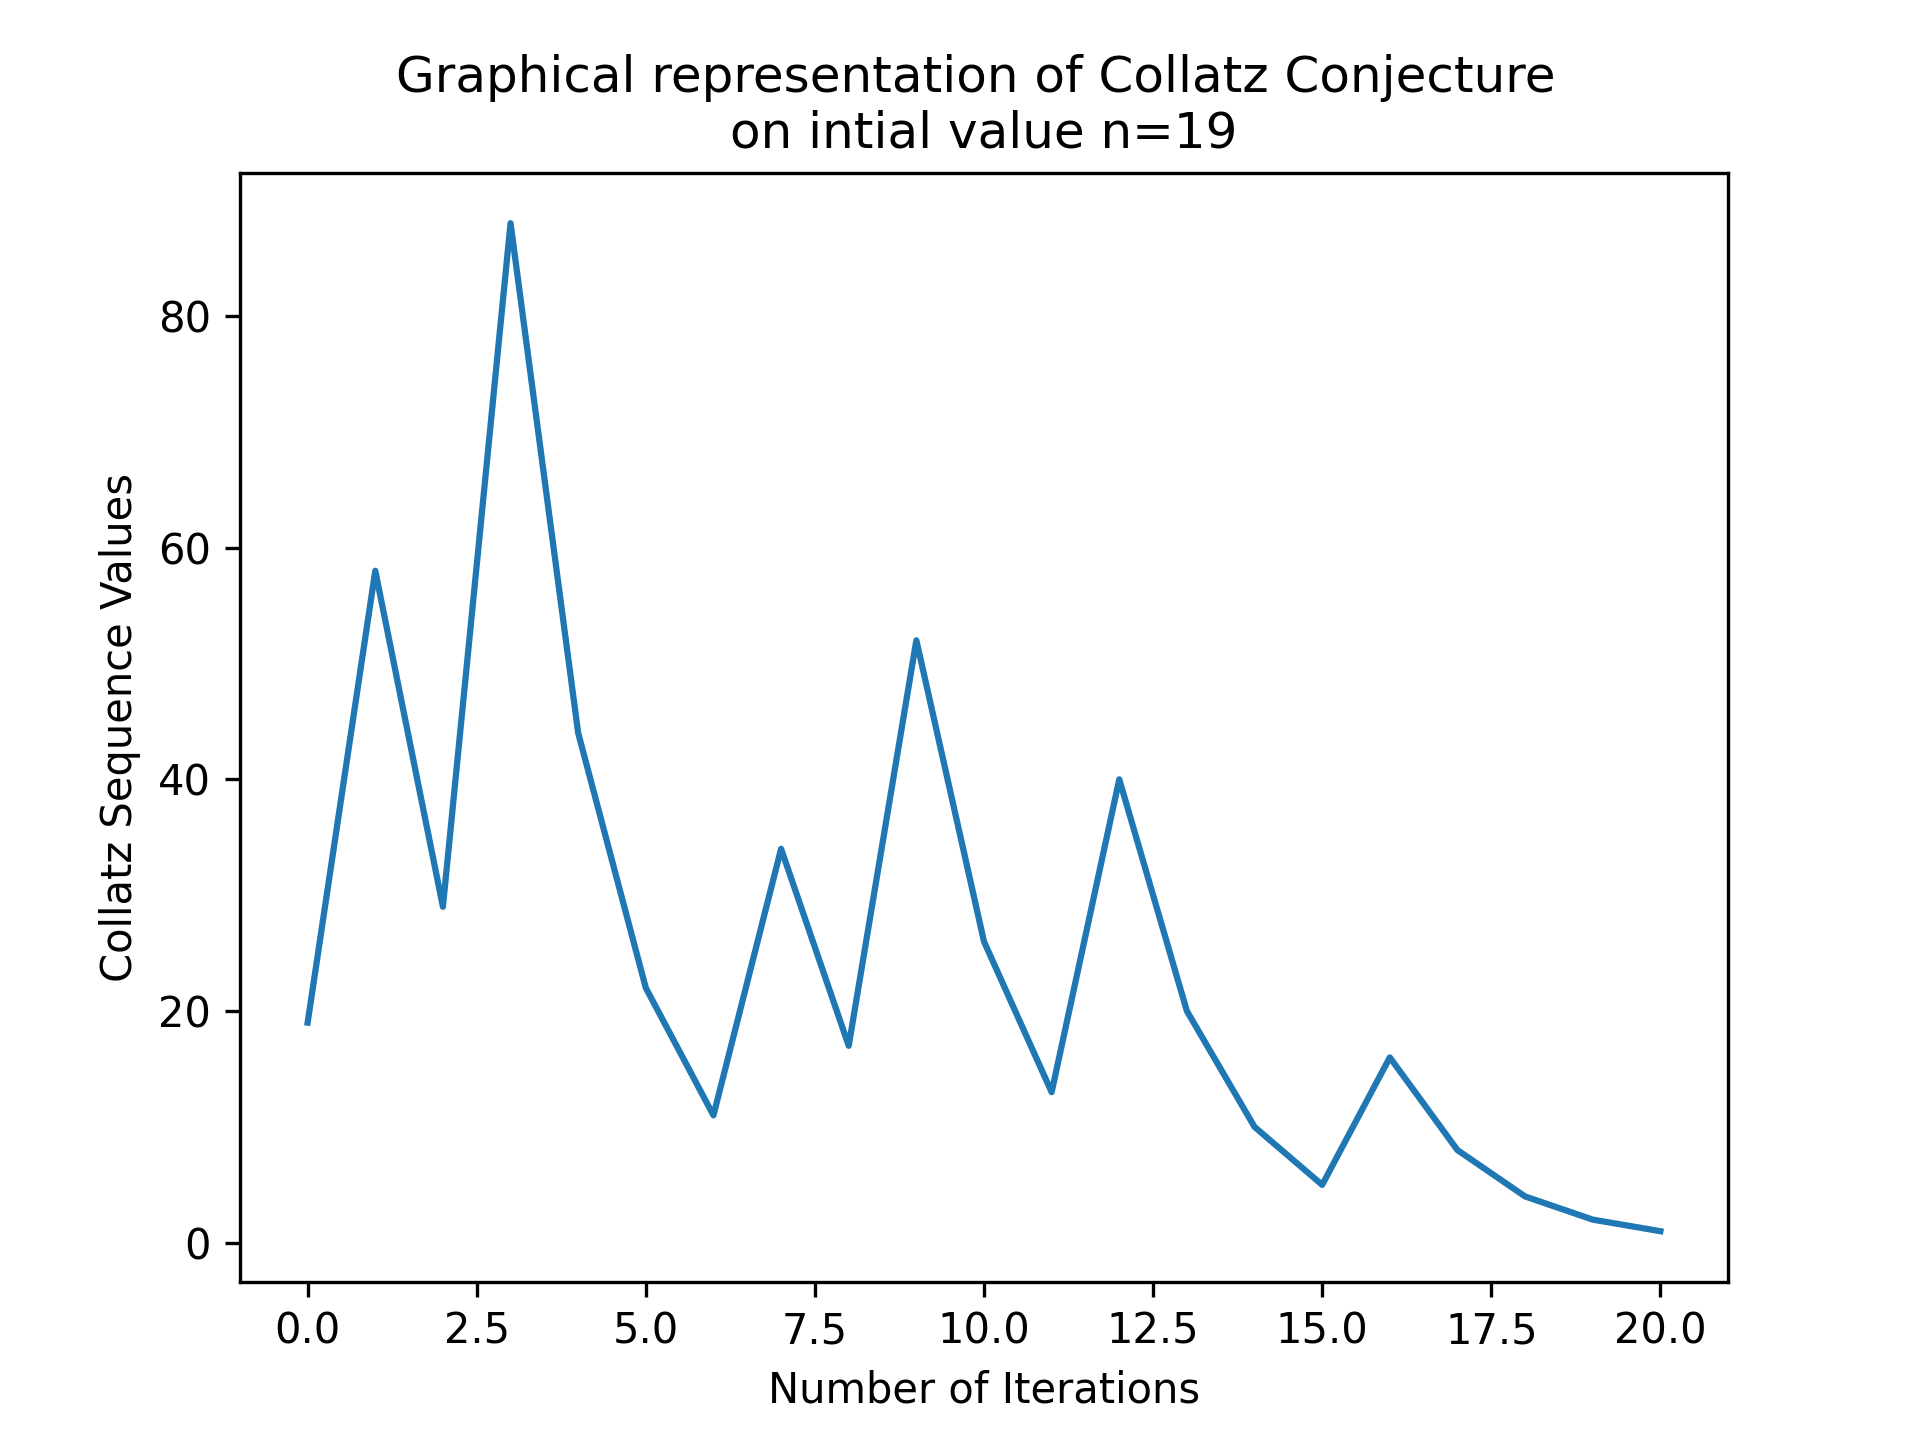 Graphical representation of Collatz Conjecture
on intial value n=19
80
60
40
20
0
Collatz Sequence Values
0.0 2.5 5.0 7.5 10.0 12.5 15.0 17.5 20.0
Number of Iterations